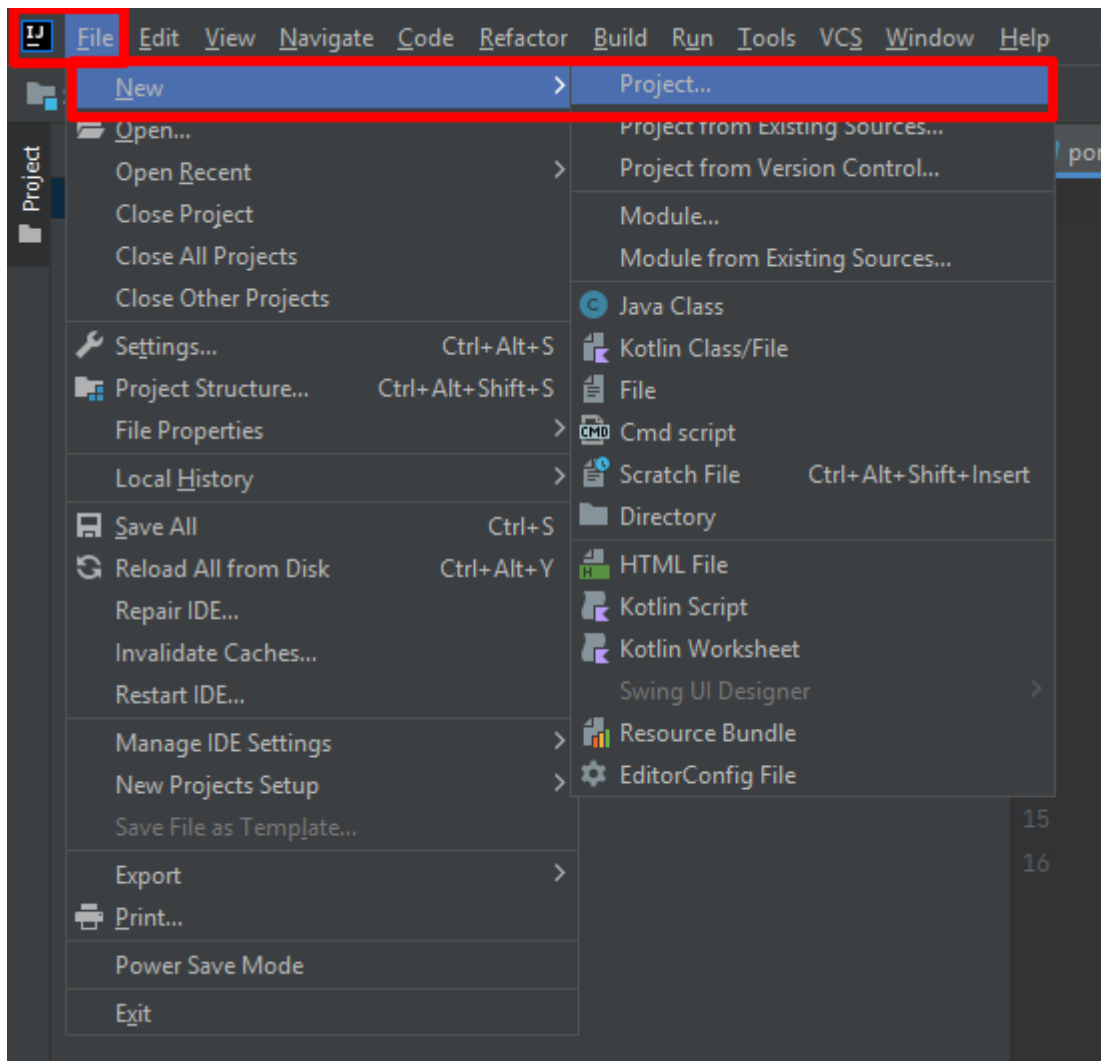 IJ File Edit View Navigate Code Refactor Build Run Tools VCS Window Help
New
Open...
Open Recent
Close Project
Close All Projects
Close Other Projects
Settings... Ctrl+Alt+S
Project Structure... Ctrl+Alt+Shift+S
File Properties
Local History
Save All Ctrl+S
Reload All from Disk Ctrl+Alt+Y
Repair IDE...
Invalidate Caches...
Restart IDE...
Manage IDE Settings
New Projects Setup
Save File as Template...
Export
Print...
Power Save Mode
Exit
Project...
Project from Existing Sources...
Project from Version Control...
Module...
Module from Existing Sources...
Java Class
Kotlin Class/File
File
Cmd script
Scratch File Ctrl+Alt+Shift+Insert
Directory
HTML File
Kotlin Script
Kotlin Worksheet
Swing UI Designer
Resource Bundle
EditorConfig File
Project
15
16